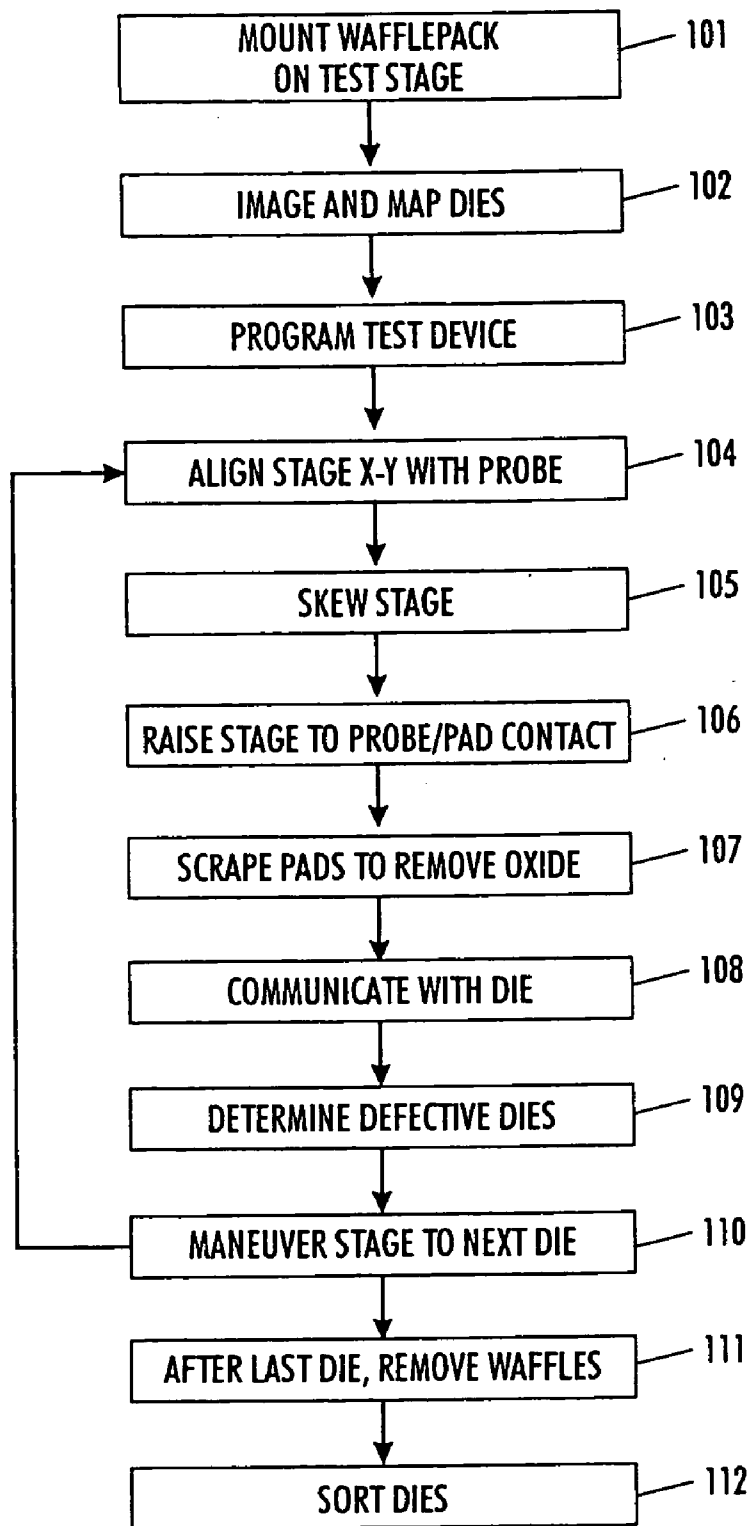 MOUNT WAFFLEPACK
ON TEST STAGE
101
IMAGE AND MAP DIES
102
PROGRAM TEST DEVICE
103
ALIGN STAGE X-Y WITH PROBE
104
SKEW STAGE
105
RAISE STAGE TO PROBE/PAD CONTACT
106
SCRAPE PADS TO REMOVE OXIDE
107
COMMUNICATE WITH DIE
108
DETERMINE DEFECTIVE DIES
109
MANEUVER STAGE TO NEXT DIE
110
AFTER LAST DIE, REMOVE WAFFLES
111
SORT DIES
112